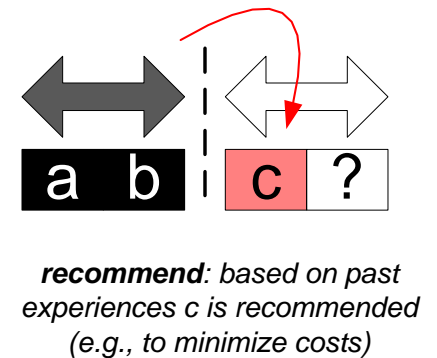 a b c ?
recommend: based on past
experiences c is recommended
(e.g., to minimize costs)